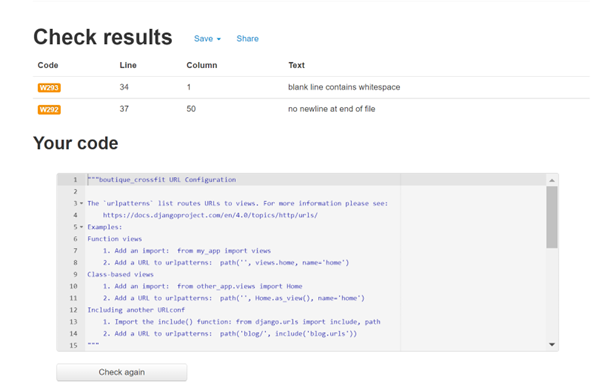 Check results Save Share
Code Line Column Text
W293 34 1 blank line contains whitespace
W292 37 50 no newline at end of file
Your code
1 """boutique_crossfit URL Configuration
2
3 The `urlpatterns` list routes URLs to views. For more information please see:
4 https://docs.djangoproject.com/en/4.0/topics/http/urls/
5 Examples:
6 Function views
7 1. Add an import:  from my_app import views
8 2. Add a URL to urlpatterns:  path('', views.home, name='home')
9 Class-based views
10 1. Add an import:  from other_app.views import Home
11 2. Add a URL to urlpatterns:  path('', Home.as_view(), name='home')
12 Including another URLconf
13 1. Import the include() function: from django.urls import include, path
14 2. Add a URL to urlpatterns:  path('blog/', include('blog.urls'))
15 """
Check again